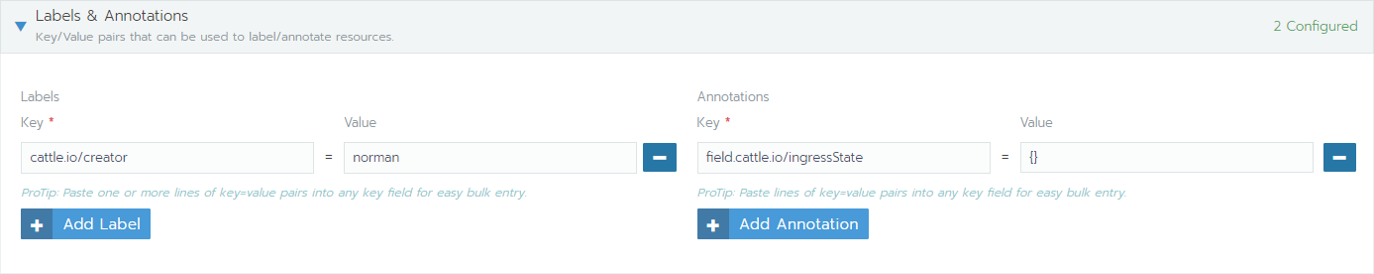 Labels & Annotations
Key/Value pairs that can be used to label/annotate resources.
2 Configured
Labels
Key *
Value
cattle.io/creator
=
norman
ProTip: Paste one or more lines of key=value pairs into any key field for easy bulk entry.
Add Label
Annotations
Key *
Value
field.cattle.io/ingressState
=
{}
ProTip: Paste lines of key=value pairs into any key field for easy bulk entry.
Add Annotation